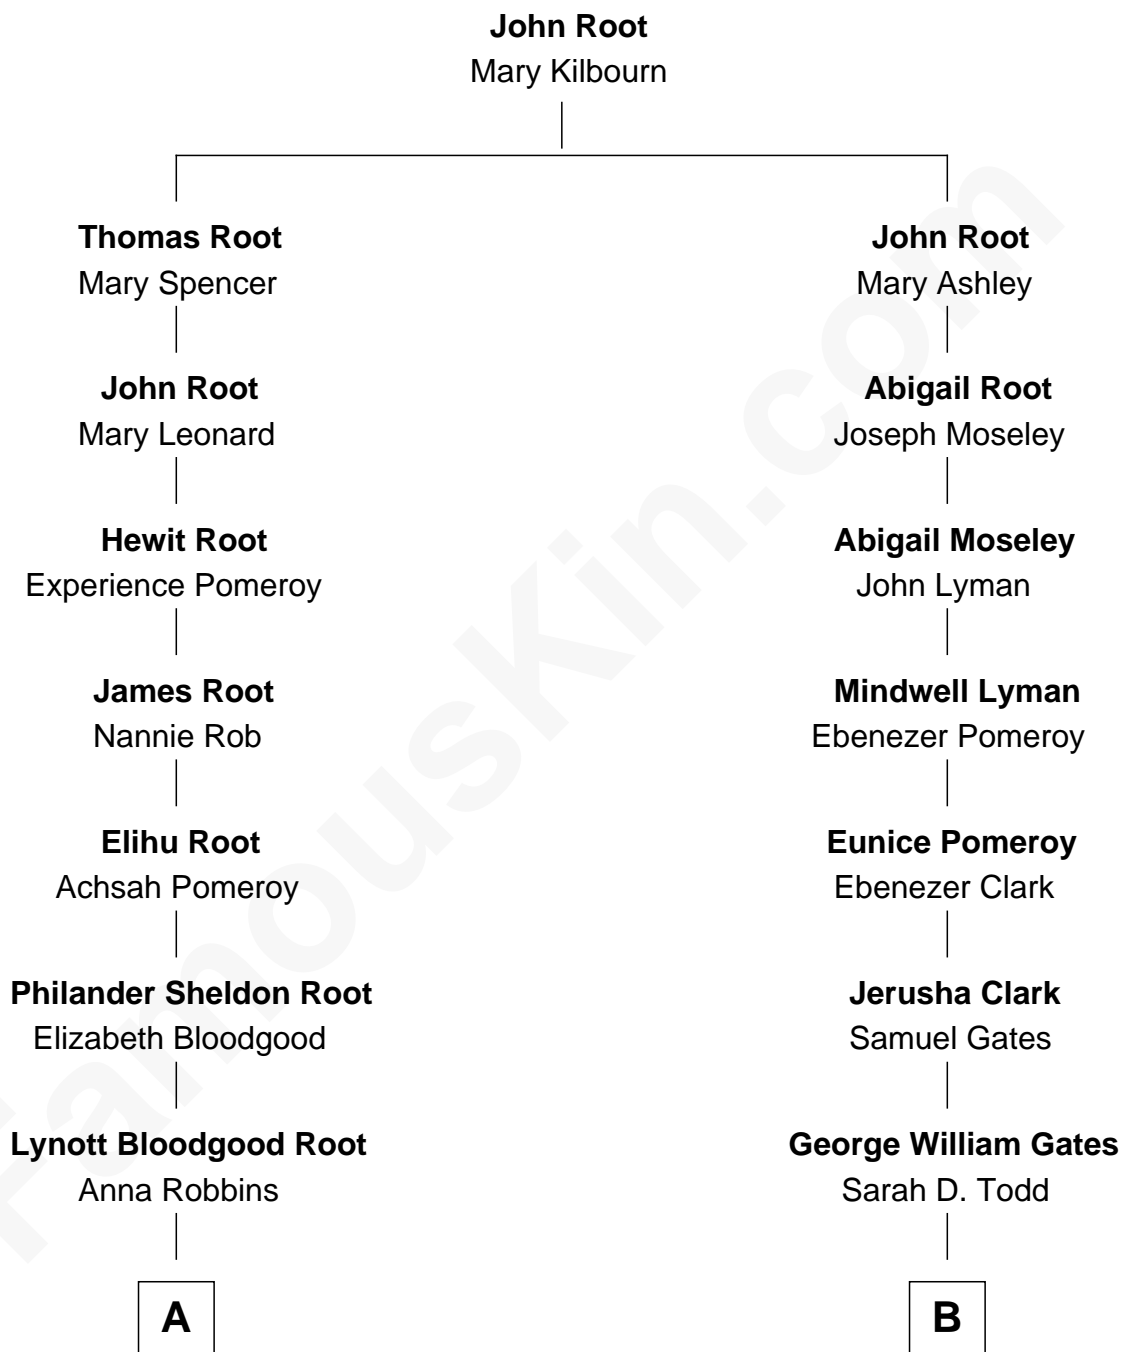 John Root
Mary Kilbourn
Thomas Root
Mary Spencer
John Root
Mary Leonard
Hewit Root
Experience Pomeroy
James Root
Nannie Rob
Elihu Root
Achsah Pomeroy
Philander Sheldon Root
Elizabeth Bloodgood
Lynott Bloodgood Root
Anna Robbins
A
John Root
Mary Ashley
Abigail Root
Joseph Moseley
Abigail Moseley
John Lyman
Mindwell Lyman
Ebenezer Pomeroy
Eunice Pomeroy
Ebenezer Clark
Jerusha Clark
Samuel Gates
George William Gates
Sarah D. Todd
B
FamousKin.com